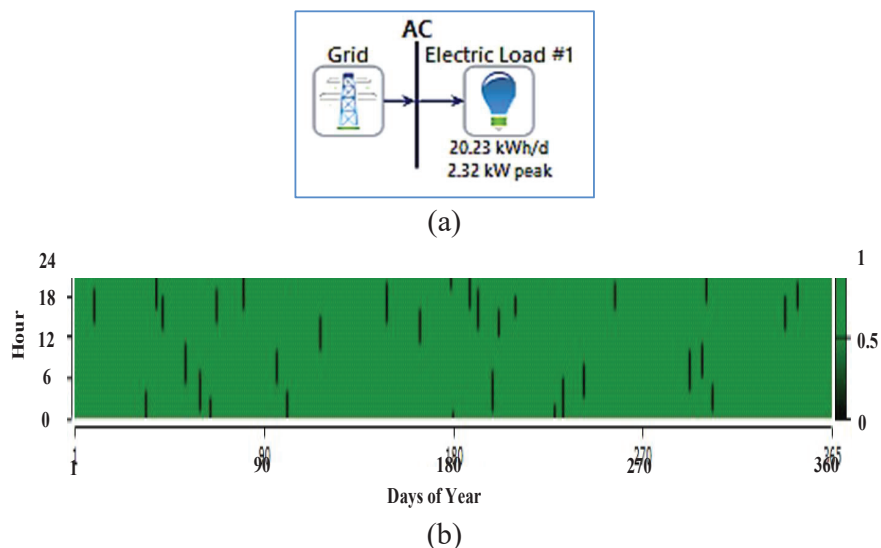 AC
Grid
Electric Load #1
20.23 kWh/d
2.32 kW peak
(a)
24
18
12
6
0
Hour
1
0.5
0
1
90
180
270
365
1
90
180
270
360
Days of Year
(b)